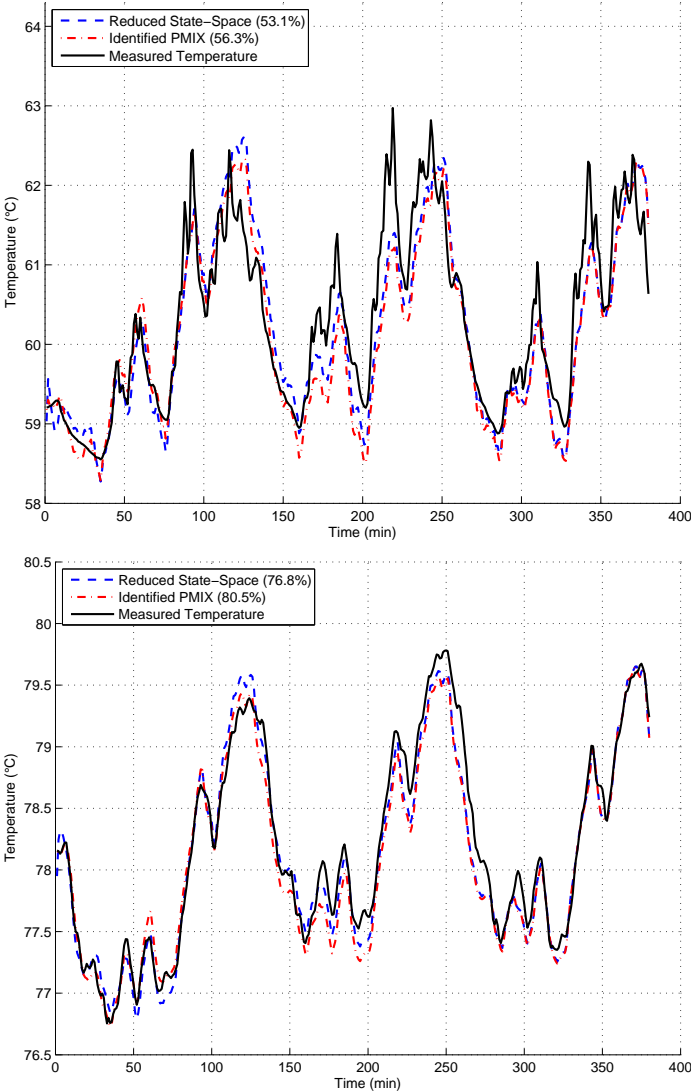 64
63
62
61
60
59
58
Temperature (°C)
Reduced State−Space (53.1%)
Identified PMIX (56.3%)
Measured Temperature
0 50 100 150 200 250 300 350 400
Time (min)
80.5
80
79.5
79
78.5
78
77.5
77
76.5
Temperature (°C)
Reduced State−Space (76.8%)
Identified PMIX (80.5%)
Measured Temperature
0 50 100 150 200 250 300 350 400
Time (min)